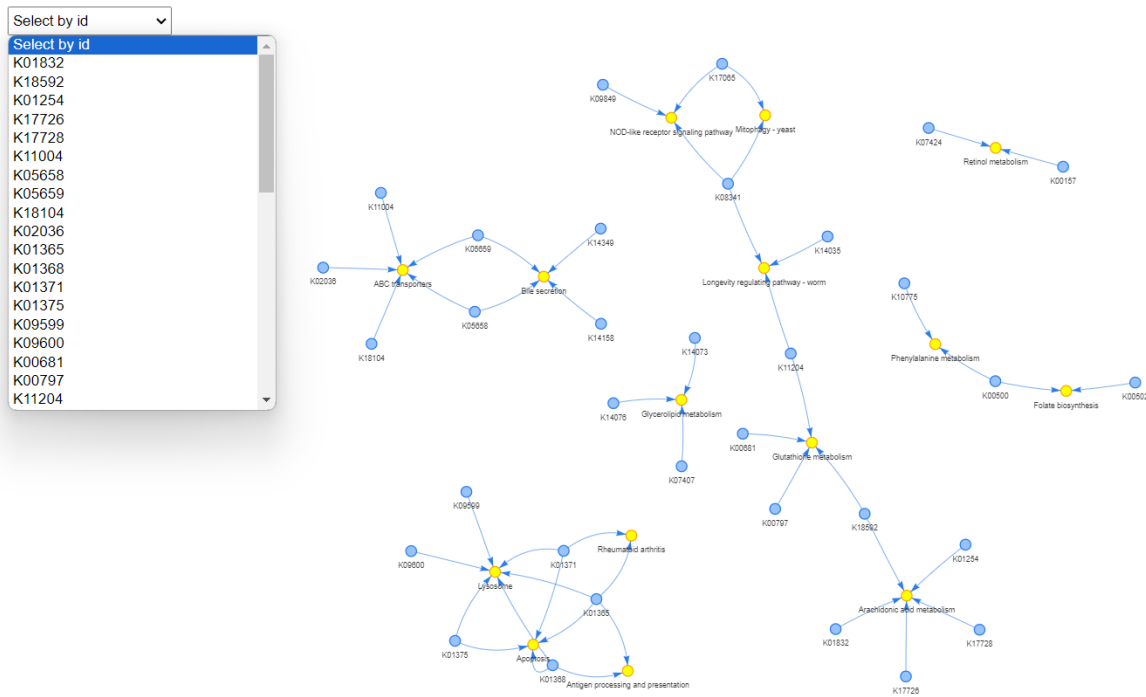 Select by id
Select by id
K01832
K18592
K01254
K17726
K17728
K11004
K05658
K05659
K18104
K02036
K01365
K01368
K01371
K01375
K09599
K09600
K00681
K00797
K11204
K17065
K09849
NOD-like receptor signaling pathway
Mitophagy - yeast
K07424
Retinol metabolism
K00157
K08341
K11004
K14349
K14035
K05659
K02036
ABC transporters
Bile secretion
Longevity regulating pathway - worm
K10775
K05658
K14158
K18104
K14073
K11204
Phenylalanine metabolism
K00500
K00502
Folate biosynthesis
K14076
Glycerolipid metabolism
K00681
Glutathione metabolism
K07407
K09599
K00797
K18592
Rheumatoid arthritis
K01254
K09600
K01371
Lysosome
K01365
Arachidonic acid metabolism
K01832
K17728
K01375
Apoptosis
K01368
Antigen processing and presentation
K17726